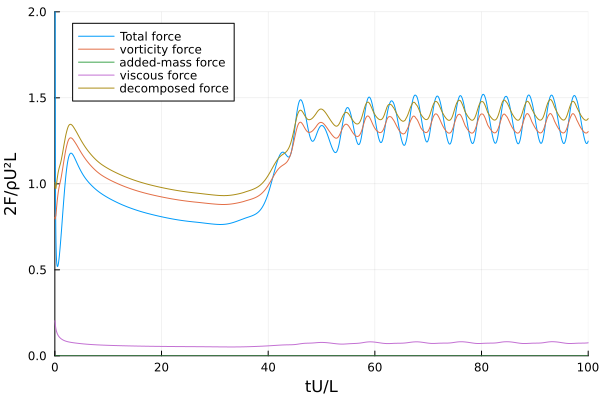 2.0
1.5
1.0
0.5
0.0
2F/ρU²L
Total force
vorticity force
added-mass force
viscous force
decomposed force
0 20 40 60 80 100
tU/L